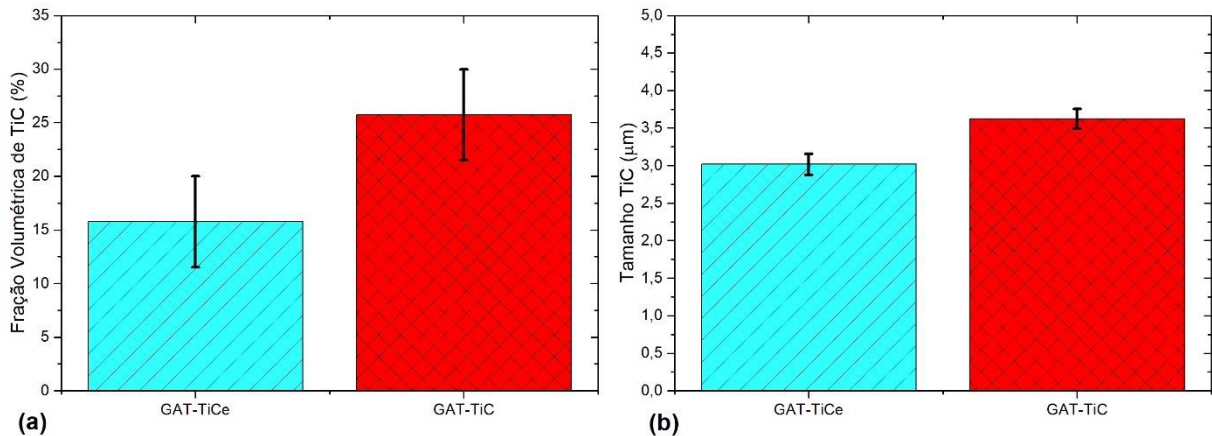 35
30
25
20
15
10
5
0
Fração Volumétrica de TiC (%)
GAT-TiCe
GAT-TiC
(a)
5,0
4,5
4,0
3,5
3,0
2,5
2,0
1,5
1,0
0,5
0,0
Tamanho TiC (μm)
GAT-TiCe
GAT-TiC
(b)